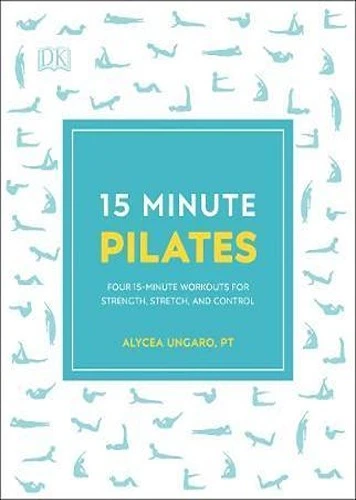 DK
15 MINUTE
PILATES
FOUR 15-MINUTE WORKOUTS FOR
STRENGTH, STRETCH, AND CONTROL
ALYCEA UNGARO, PT